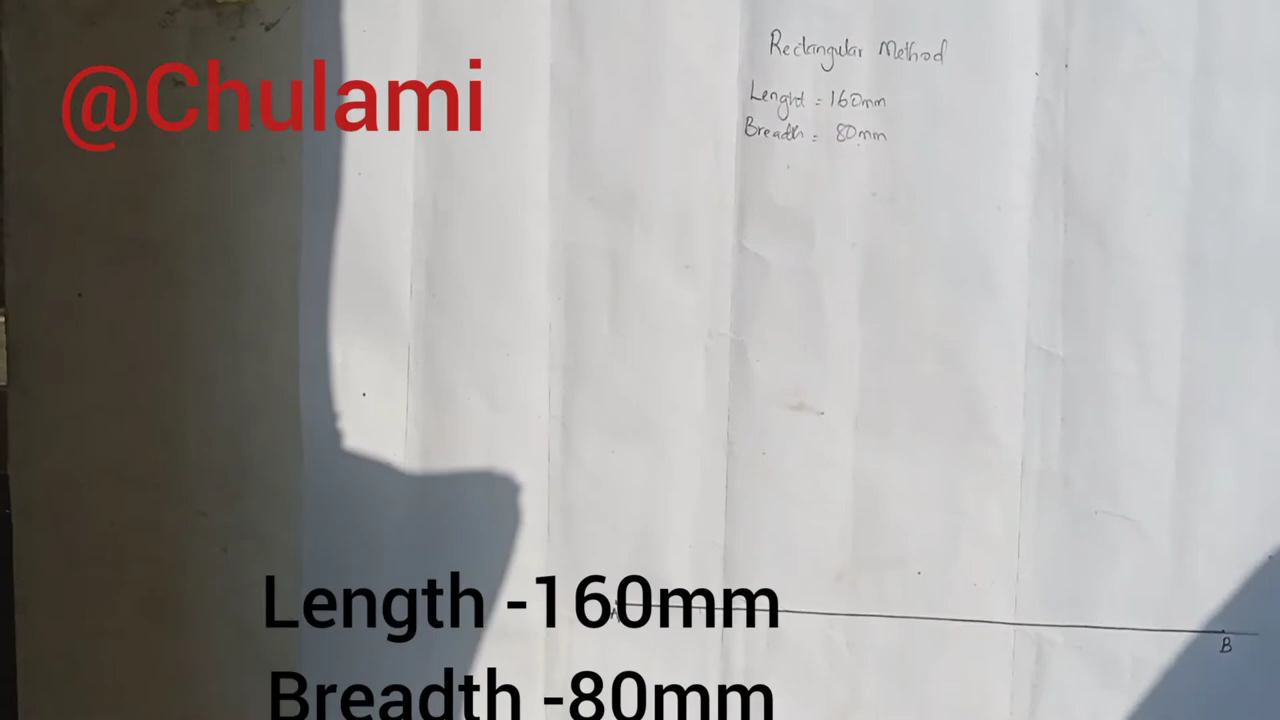 @Chulami
Rectangular Method
Lenght = 160mm
Breadth = 80mm
Length -160mm
A
B
Breadth -80mm